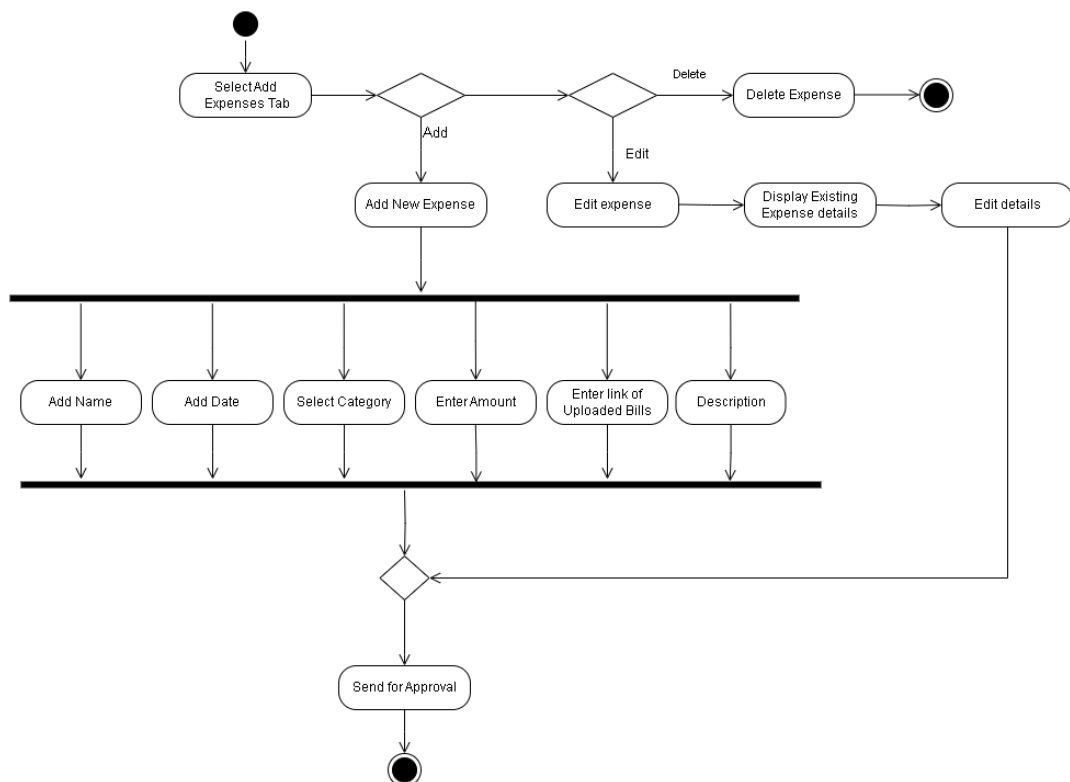 Select Add
Expenses Tab
Delete
Delete Expense
Add
Edit
Add New Expense
Edit expense
Display Existing
Expense details
Edit details
Add Name
Add Date
Select Category
Enter Amount
Enter link of
Uploaded Bills
Description
Send for Approval